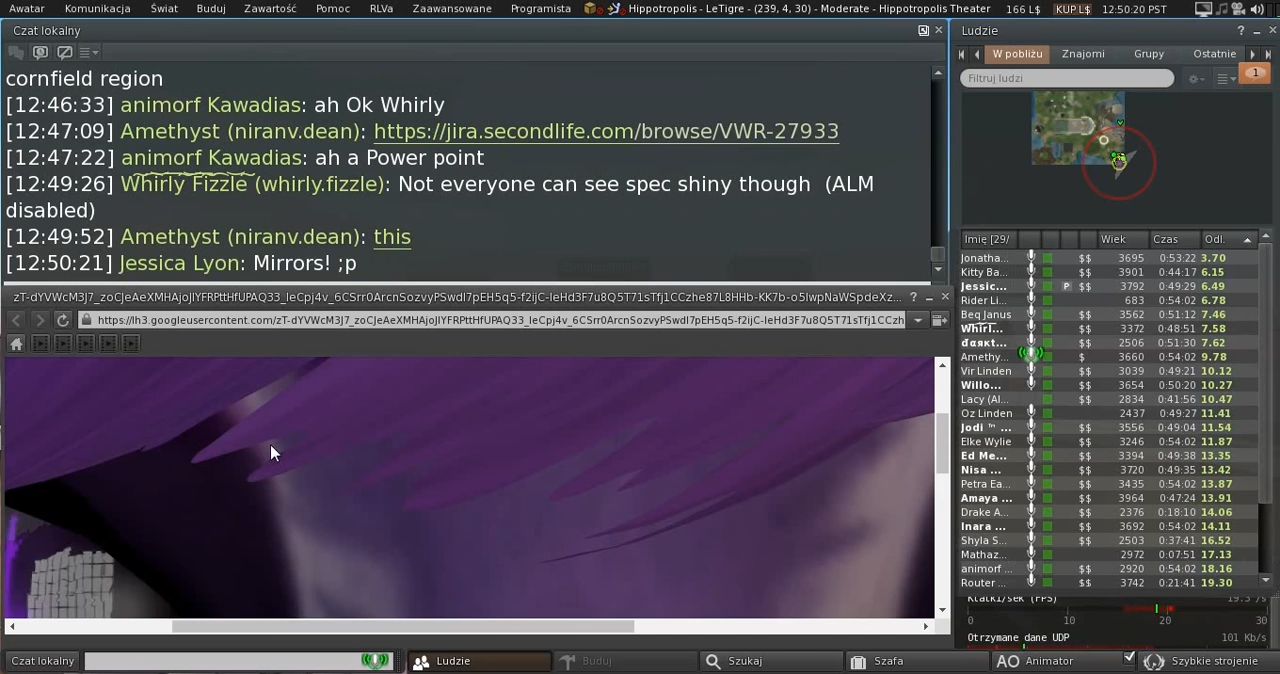 Awatar Komunikacja Świat Buduj Zawartość Pomoc RLVa Zaawansowane Programista Hippotropolis - LeTigre - (239, 4, 30) - Moderate - Hippotropolis Theater 166 L$ KUP L$ 12:50:20 PST
Czat lokalny
cornfield region
[12:46:33] animorf Kawadias: ah Ok Whirly
[12:47:09] Amethyst (niranv.dean): https://jira.secondlife.com/browse/VWR-27933
[12:47:22] animorf Kawadias: ah a Power point
[12:49:26] Whirly Fizzle (whirly.fizzle): Not everyone can see spec shiny though (ALM
disabled)
[12:49:52] Amethyst (niranv.dean): this
[12:50:21] Jessica Lyon: Mirrors! ;p
Ludzie
W pobliżu Znajomi Grupy Ostatnie
1
Filtruj ludzi
Imię [29/ Wiek Czas Odl.
Jonatha... 3695 0:53:22 3.70
Kitty Ba... $$ 3901 0:44:17 6.15
Jessic... P $$ 3792 0:49:29 6.49
Rider Li... 683 0:54:02 6.78
Beq Janus $$ 3562 0:51:12 7.46
Whirl... $$ 3372 0:48:51 7.58
đαякт... $$ 2506 0:51:30 7.62
Amethy... $ 3660 0:54:02 9.78
Vir Linden $$ 3039 0:49:21 10.12
Willo... $$ 3654 0:50:20 10.27
Lacy (Al... $$ 2834 0:41:56 10.47
Oz Linden 2437 0:49:27 11.41
Jodi ™ ... $$ 3556 0:49:04 11.54
Elke Wylie $$ 3246 0:54:02 11.87
Ed Me... $$ 3394 0:49:38 13.35
Nisa ... $$ 3720 0:49:35 13.42
Petra Ea... $$ 3435 0:54:02 13.87
Amaya ... $$ 3964 0:47:24 13.91
Drake A... $$ 2376 0:18:10 14.06
Inara ... $$ 3692 0:54:02 14.11
Shyla S... $$ 2503 0:37:41 16.52
Mathaz... 2972 0:07:51 17.13
animorf ... $$ 2920 0:54:02 18.16
Router ... $$ 3742 0:21:41 19.30
Klatki/sek (FPS) 19.3 /s
0 10 20 30
Otrzymane dane UDP 101 Kb/s
Czat lokalny Ludzie Buduj Szukaj Szafa AO Animator Szybkie strojenie